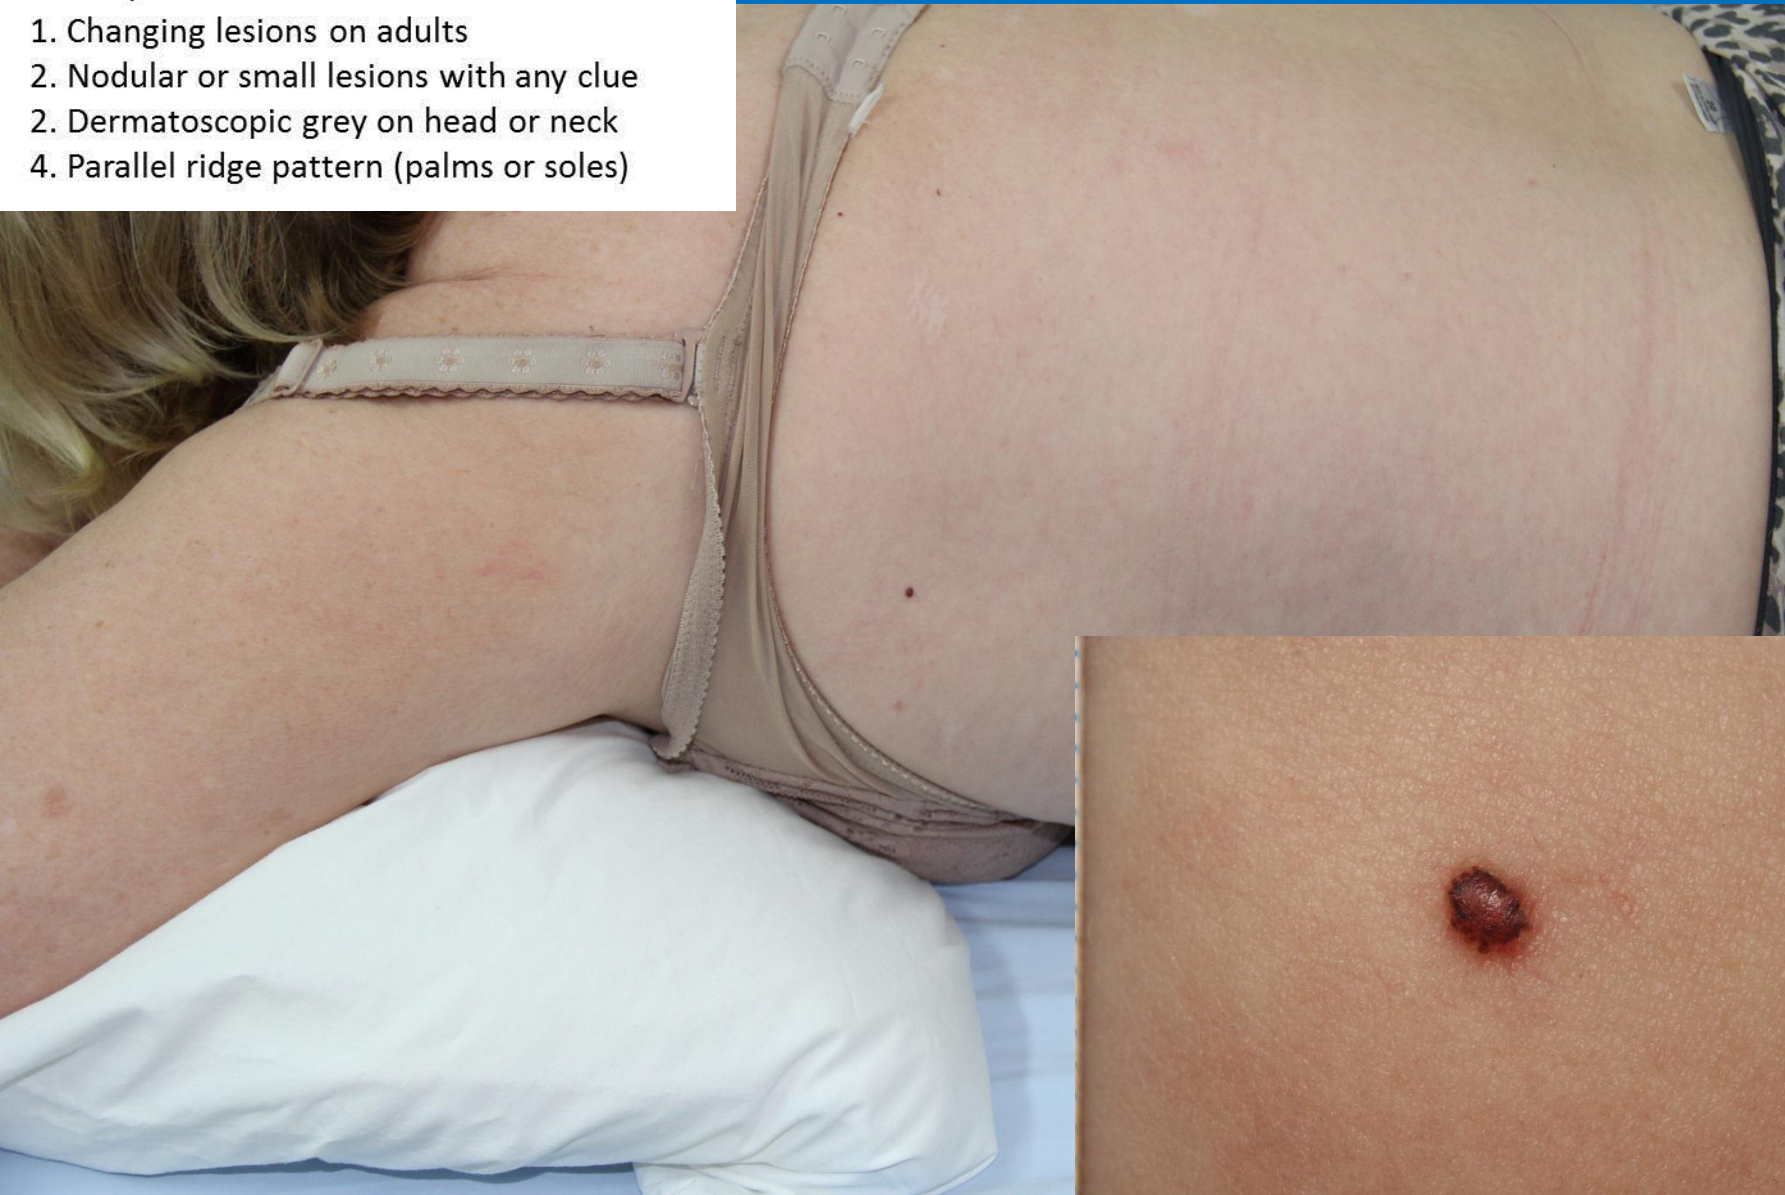 1. Changing lesions on adults
2. Nodular or small lesions with any clue
2. Dermatoscopic grey on head or neck
4. Parallel ridge pattern (palms or soles)